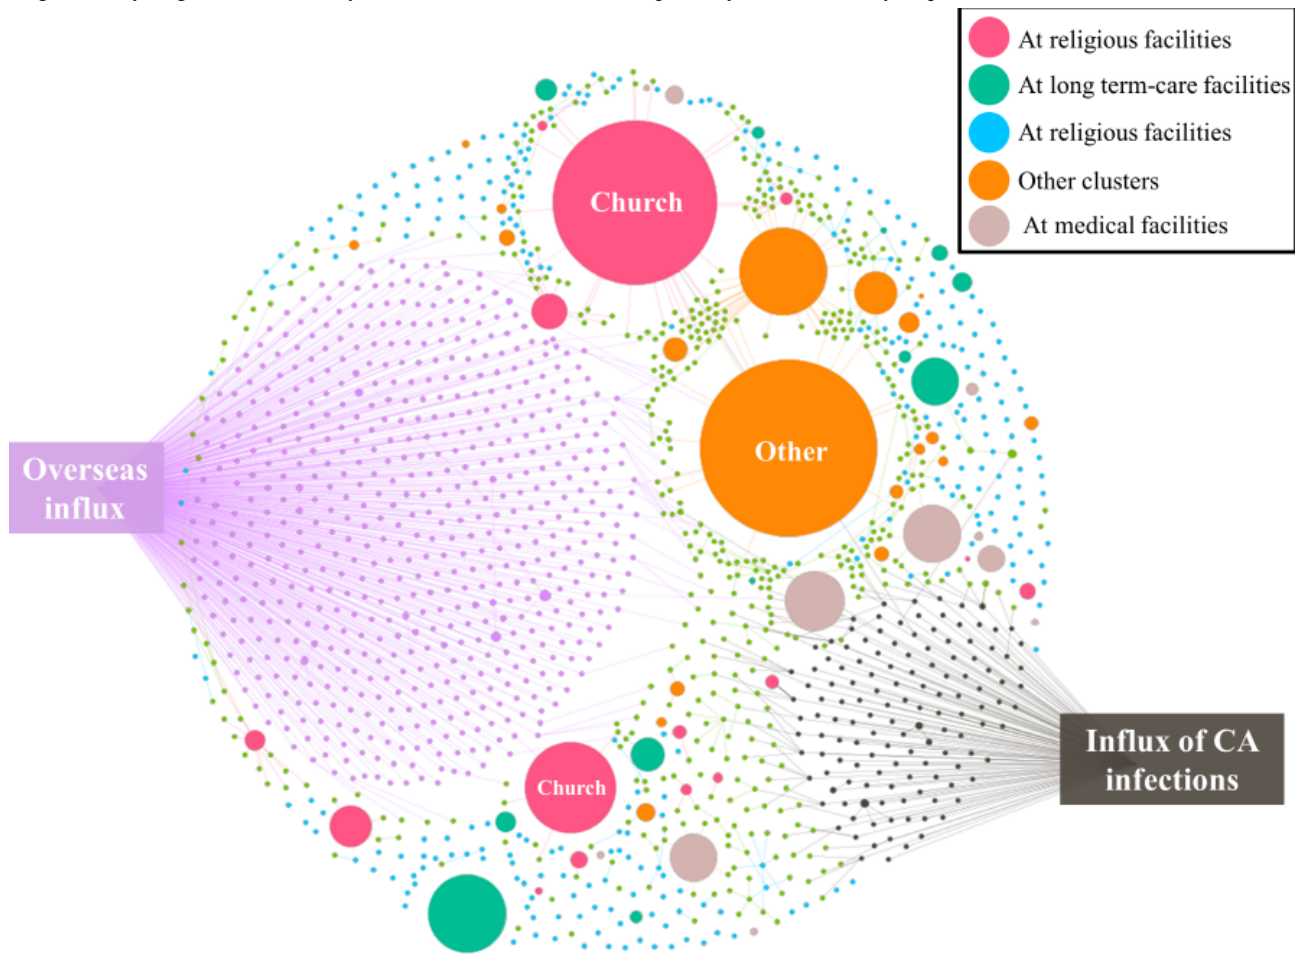 At religious facilities
At long term-care facilities
At religious facilities
Other clusters
At medical facilities
Church
Other
Overseas
influx
Influx of CA
infections
Church